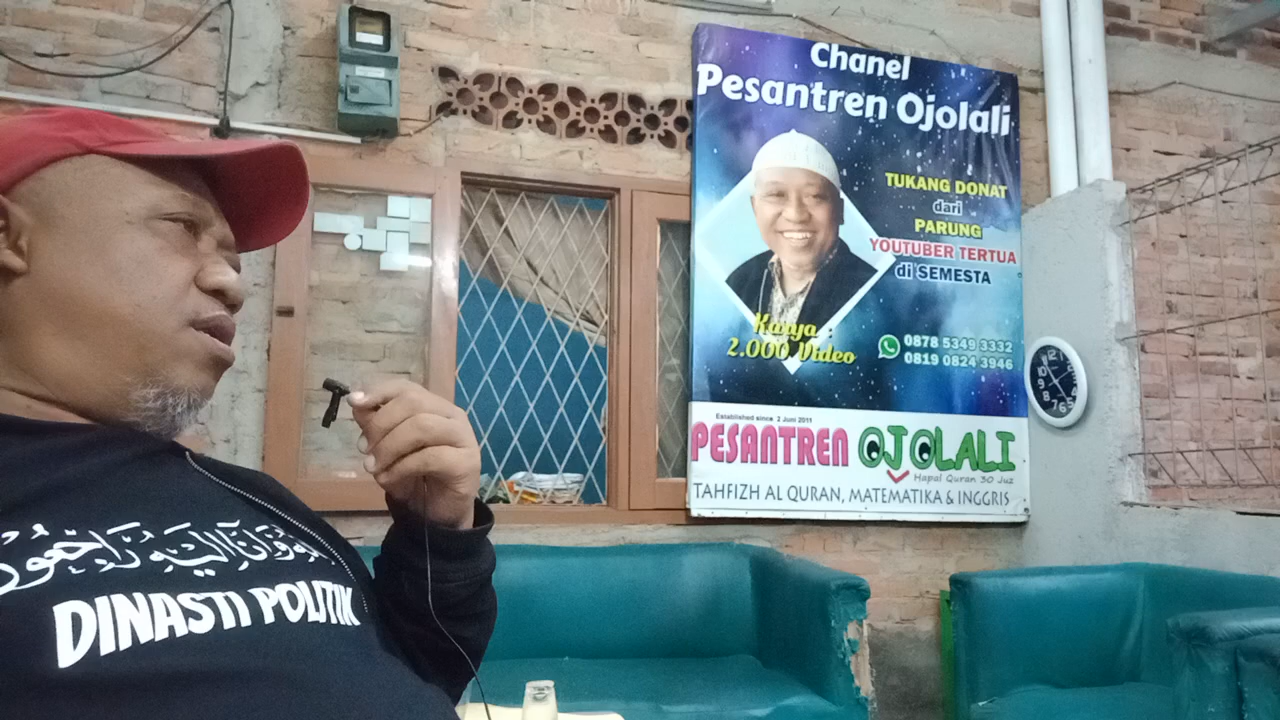 Chanel
Pesantren Ojolali
TUKANG DONAT
dari
PARUNG
YOUTUBER TERTUA
di SEMESTA
Karya :
2.000 Video
0878 5349 3332
0819 0824 3946
Established since 2 Juni 2011
PESANTREN OJOLALI
Hapal Quran 30 Juz
TAHFIZH AL QURAN, MATEMATIKA & INGGRIS
DINASTI POLITIK